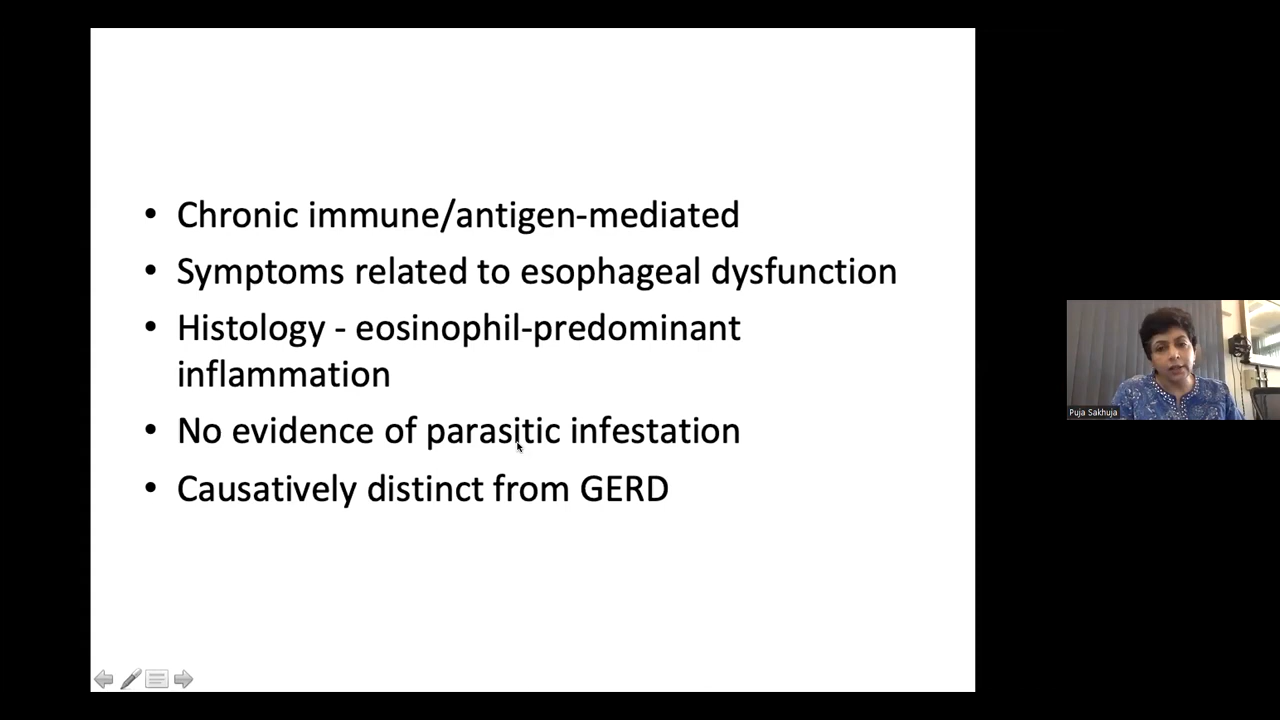 • Chronic immune/antigen-mediated
• Symptoms related to esophageal dysfunction
• Histology - eosinophil-predominant
inflammation
• No evidence of parasitic infestation
• Causatively distinct from GERD
Puja Sakhuja